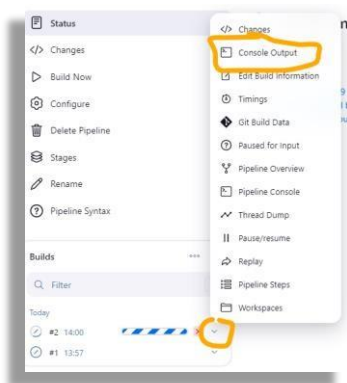 Status
Changes
Build Now
Configure
Delete Pipeline
Stages
Rename
Pipeline Syntax
Builds
Filter
Today
#2 14:00
#1 13:57
Changes
Console Output
Edit Build Information
Timings
Git Build Data
Paused for Input
Pipeline Overview
Pipeline Console
Thread Dump
Pause/resume
Replay
Pipeline Steps
Workspaces